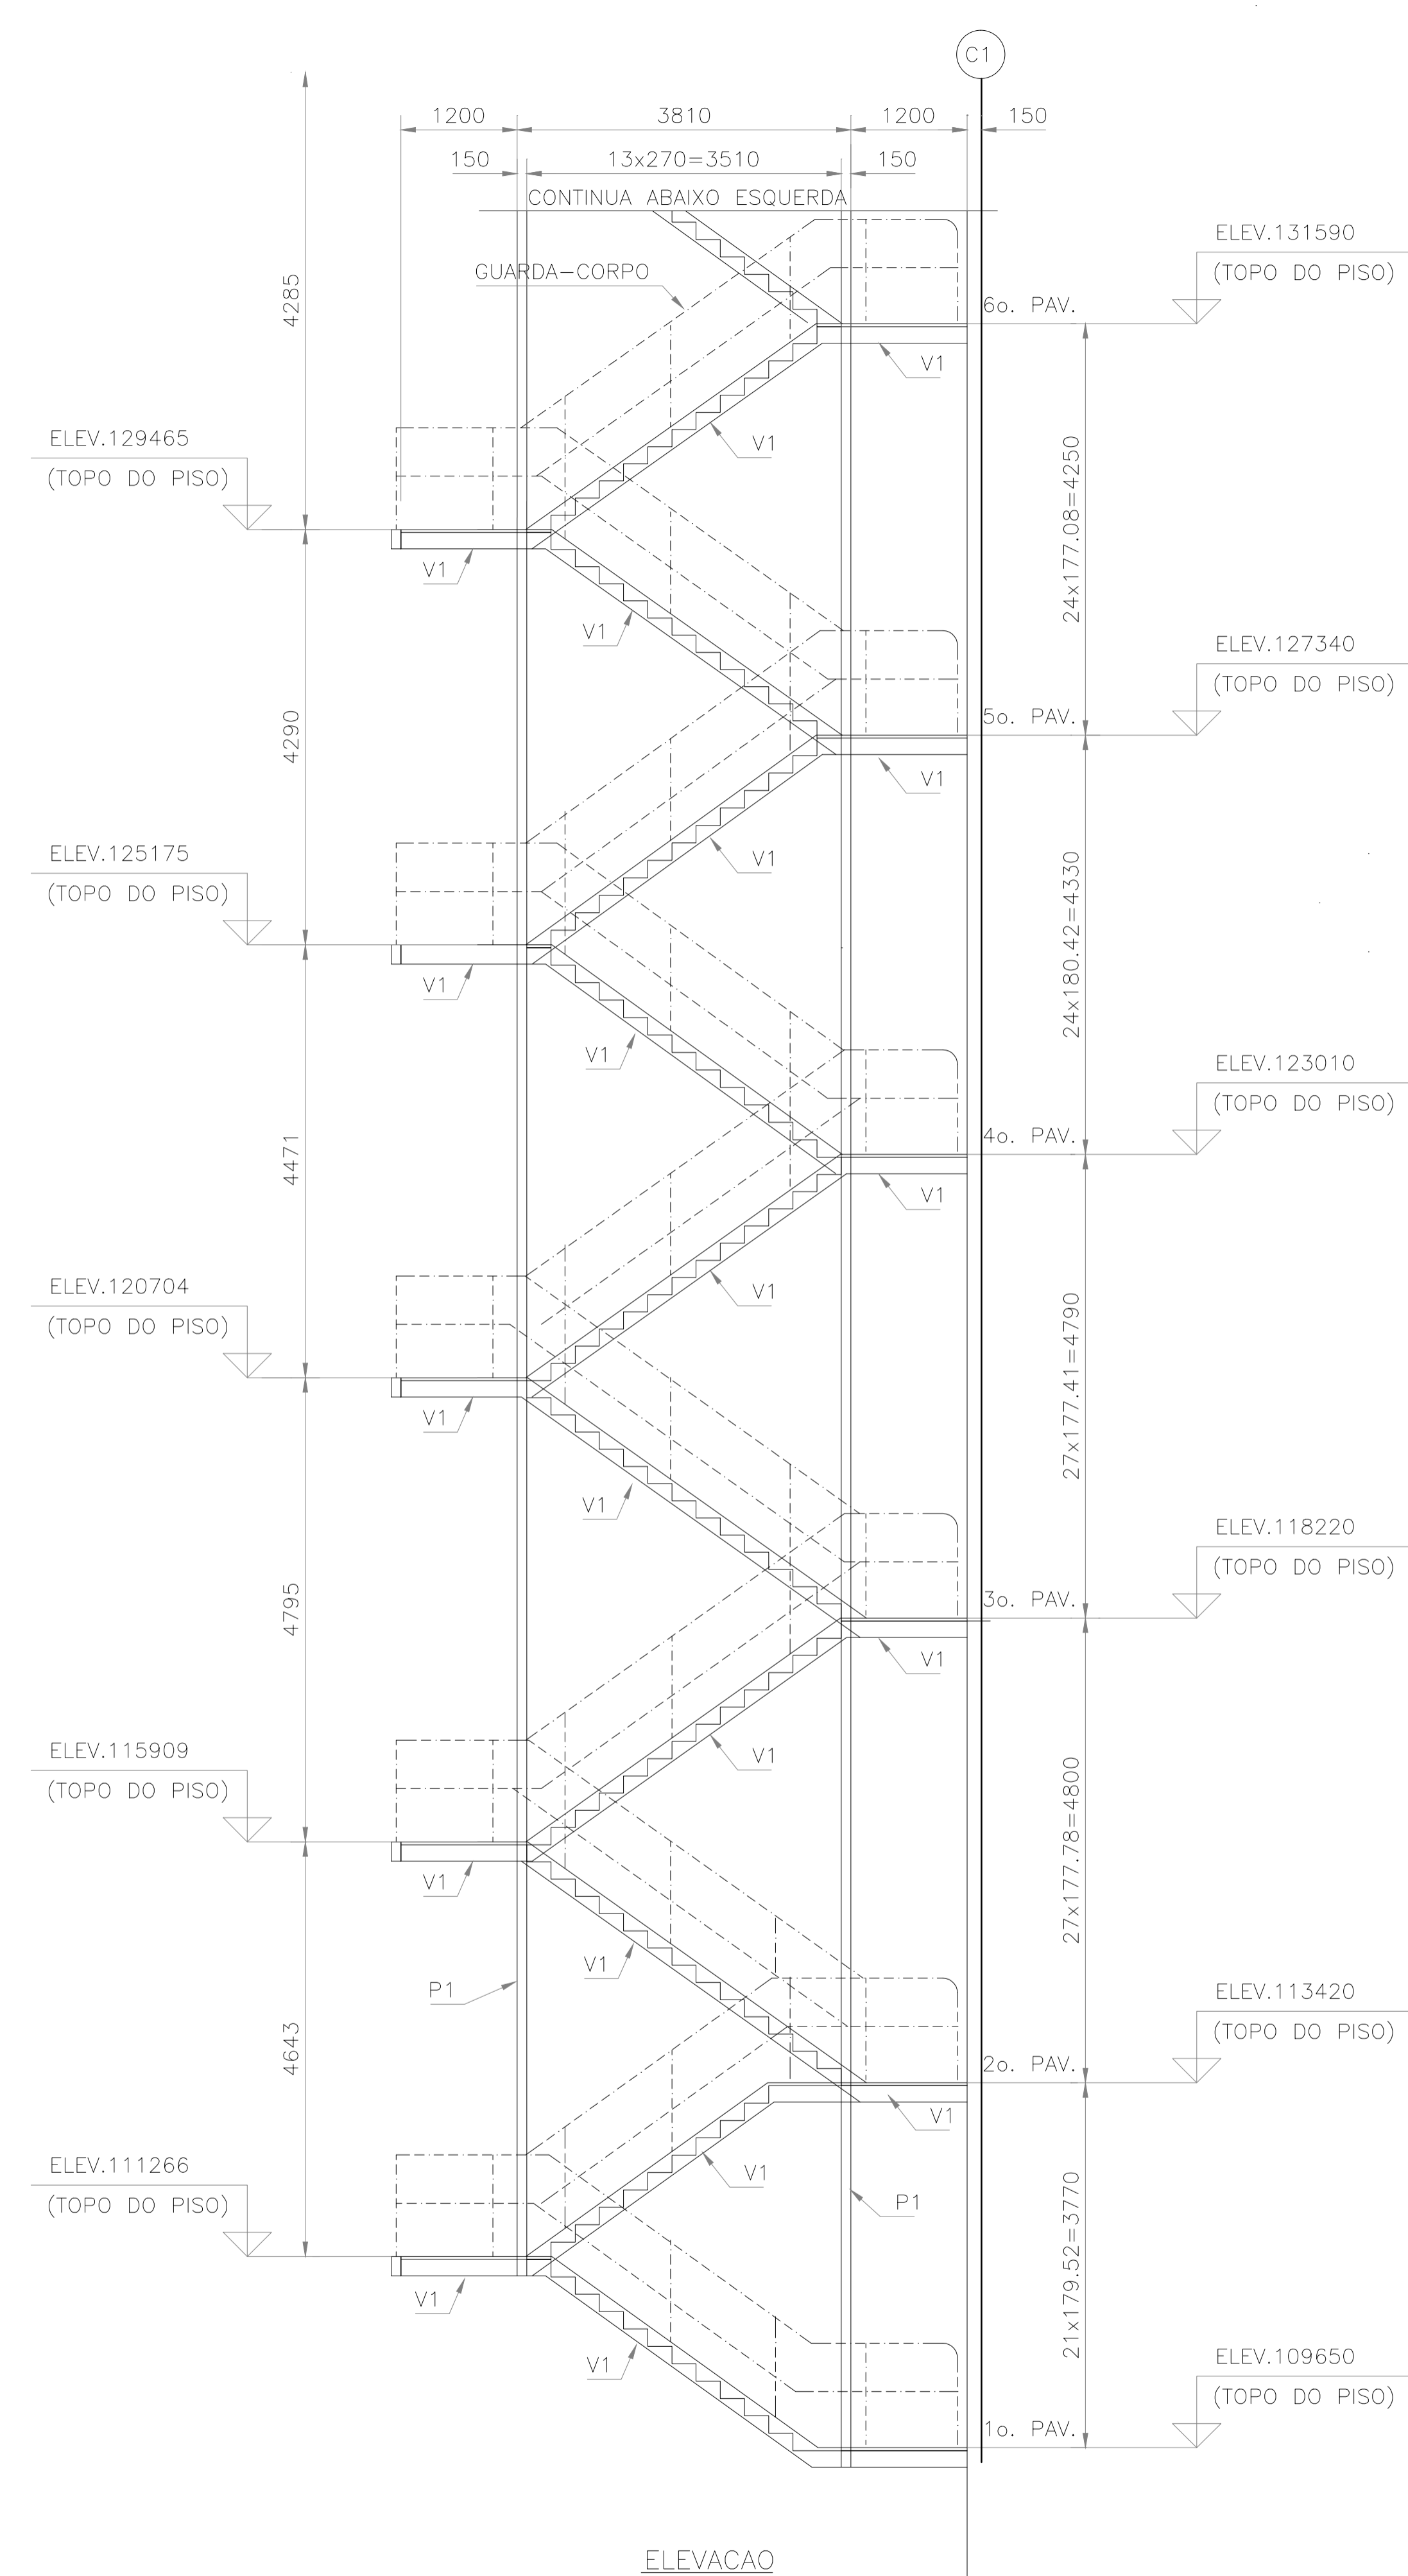 C1
1200
3810
1200
150
150
13x270=3510
150
CONTINUA ABAIXO ESQUERDA
ELEV.131590
(TOPO DO PISO)
GUARDA-CORPO
4285
6o. PAV.
V1
ELEV.129465
(TOPO DO PISO)
V1
24x177.08=4250
V1
V1
ELEV.127340
(TOPO DO PISO)
5o. PAV.
4290
V1
ELEV.125175
(TOPO DO PISO)
V1
24x180.42=4330
V1
V1
ELEV.123010
(TOPO DO PISO)
4o. PAV.
4471
V1
ELEV.120704
(TOPO DO PISO)
V1
27x177.41=4790
V1
V1
ELEV.118220
(TOPO DO PISO)
3o. PAV.
4795
V1
ELEV.115909
(TOPO DO PISO)
V1
27x177.78=4800
V1
V1
P1
ELEV.113420
(TOPO DO PISO)
2o. PAV.
4643
V1
ELEV.111266
(TOPO DO PISO)
V1
P1
21x179.52=3770
V1
V1
ELEV.109650
(TOPO DO PISO)
1o. PAV.
ELEVACAO